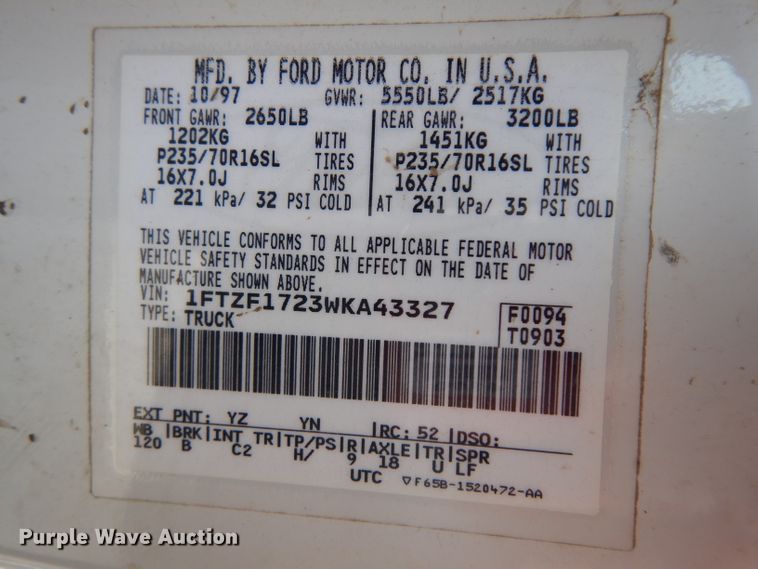 MFD. BY FORD MOTOR CO. IN U.S.A.
DATE: 10/97 GVWR: 5550LB/ 2517KG
FRONT GAWR: 2650LB REAR GAWR: 3200LB
1202KG WITH 1451KG WITH
P235/70R16SL TIRES P235/70R16SL TIRES
16X7.0J RIMS 16X7.0J RIMS
AT 221 kPa/ 32 PSI COLD AT 241 kPa/ 35 PSI COLD
THIS VEHICLE CONFORMS TO ALL APPLICABLE FEDERAL MOTOR
VEHICLE SAFETY STANDARDS IN EFFECT ON THE DATE OF
MANUFACTURE SHOWN ABOVE.
VIN: 1FTZF1723WKA43327 F0094
TYPE: TRUCK T0903
EXT PNT: YZ YN RC: 52 DSO:
WB BRK INT TR TP/PS R AXLE TR SPR
120 B C2 H/ 9 18 U LF
UTC F65B-1520472-AA
Purple Wave Auction